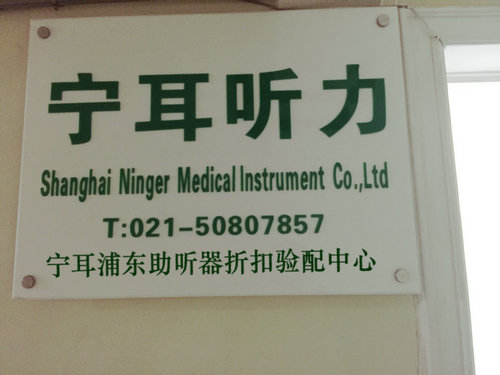 宁耳听力
Shanghai Ninger Medical Instrument Co.,Ltd
T:021-50807857
宁耳浦东助听器折扣验配中心